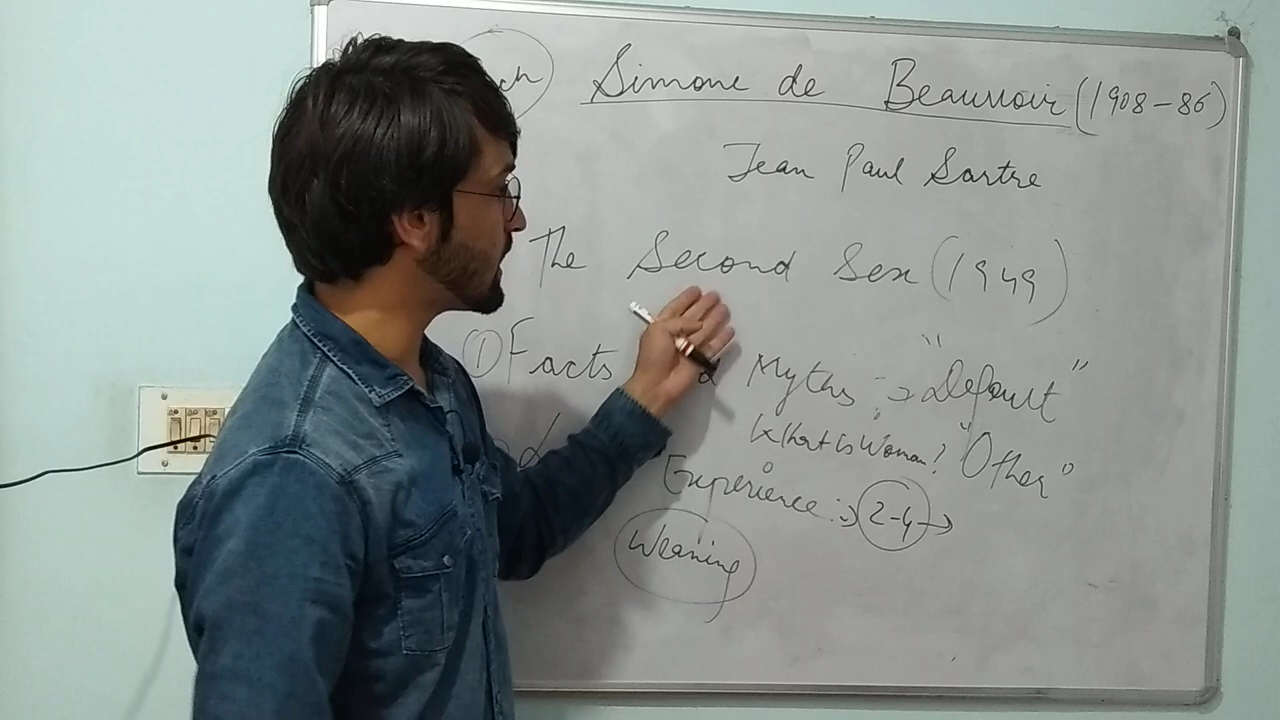 Simone de Beauvoir (1908-86)
Jean Paul Sartre
The Second Sex (1949)
① Facts Myths :→ "Default"
What is Woman? "Other"
Experience :→ 2-4 →
Weaning